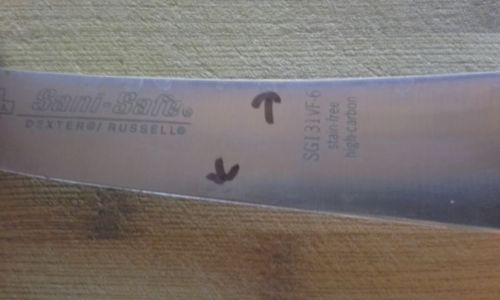 Sani-Safe®
DEXTER®/ RUSSELL®
SG131VF-6
stain-free
high-carbon